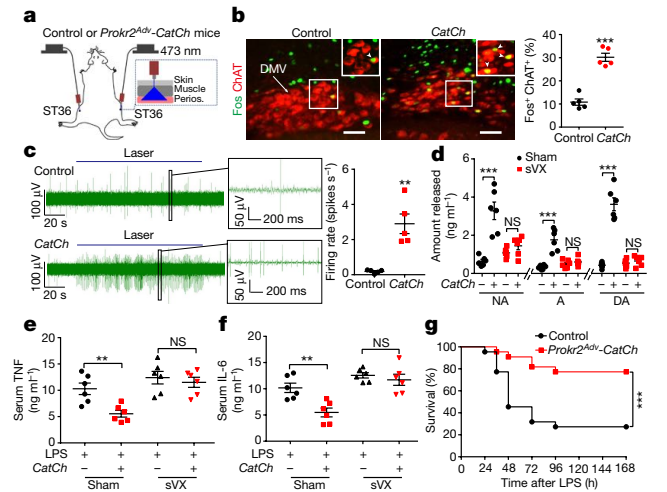 a
Control or Prokr2Adv-CatCh mice
473 nm
Skin
Muscle
Perios.
ST36
ST36
b
Control
CatCh
Fos ChAT
DMV
Fos+ ChAT+ (%)
40
30
20
10
0
***
Control CatCh
c
Laser
Control
100 µV
20 s
50 µV
200 ms
Laser
CatCh
100 µV
20 s
50 µV
200 ms
Firing rate (spikes s−1)
6
4
2
0
**
Control CatCh
d
Sham
sVX
Amount released
(ng ml−1)
6
4
2
0
*** NS *** NS *** NS
CatCh − + − + − + − + − + − +
NA A DA
e
Serum TNF
(ng ml−1)
20
15
10
5
0
** NS
LPS + + + +
CatCh − + − +
Sham sVX
f
Serum IL-6
(ng ml−1)
20
15
10
5
0
** NS
LPS + + + +
CatCh − + − +
Sham sVX
g
Control
Prokr2Adv-CatCh
Survival (%)
100
80
60
40
20
0
***
0 24 48 72 96 120 144 168
Time after LPS (h)